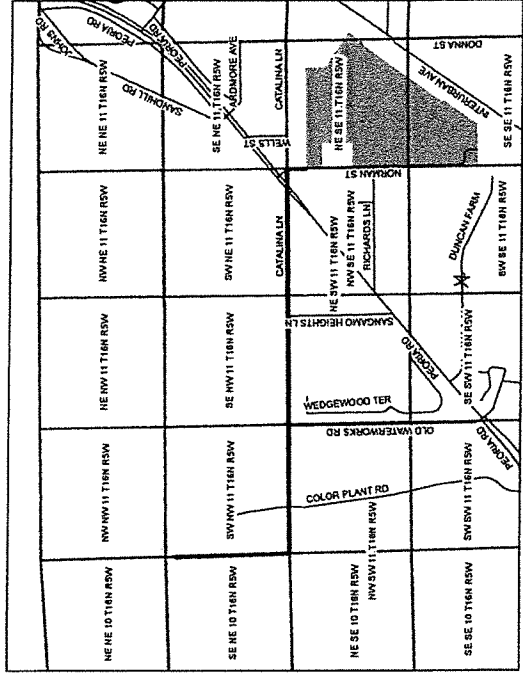 JOHNS RD
PEORIA RD
PEORIA RD
SANDHILL RD
NE NE 10 T16N R5W
NW NW 11 T16N R5W
NE NW 11 T16N R5W
NW NE 11 T16N R5W
NE NE 11 T16N R5W
ARDMORE AVE
SE NE 10 T16N R5W
SW NW 11 T16N R5W
SE NW 11 T16N R5W
SW NE 11 T16N R5W
SE NE 11 T16N R5W
WELLS ST
CATALINA LN
CATALINA LN
DONNA ST
NE SE 10 T16N R5W
NW SW 11 T16N R5W
COLOR PLANT RD
OLD WATERWORKS RD
WEDGEWOOD TER
SANGAMO HEIGHTS LN
NE SW 11 T16N R5W
NW SE 11 T16N R5W
RICHARDS LN
NORMAN ST
NE SE 11 T16N R5W
INTERURBAN AVE
PEORIA RD
SE SE 10 T16N R5W
SW SW 11 T16N R5W
PEORIA RD
SE SW 11 T16N R5W
DUNCAN FARM
SW SE 11 T16N R5W
SE SE 11 T16N R5W